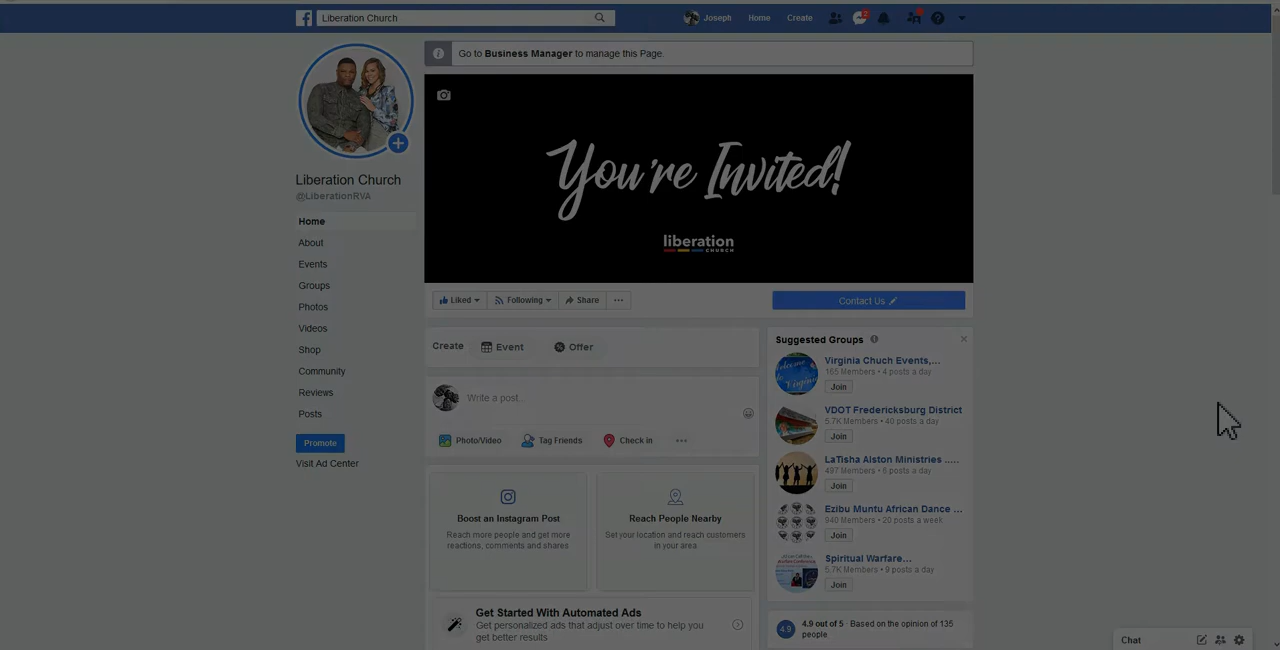 Liberation Church
Joseph
Home
Create
2
Go to Business Manager to manage this Page.
You're Invited!
liberation
CHURCH
Liberation Church
@LiberationRVA
Home
About
Events
Groups
Photos
Videos
Shop
Community
Reviews
Posts
Promote
Visit Ad Center
Liked
Following
Share
Contact Us
Create
Event
Offer
Write a post...
Photo/Video
Tag Friends
Check in
Boost an Instagram Post
Reach more people and get more
reactions, comments and shares
Reach People Nearby
Set your location and reach customers
in your area
Get Started With Automated Ads
Get personalized ads that adjust over time to help you
get better results
Suggested Groups
Virginia Chuch Events,...
165 Members • 4 posts a day
Join
VDOT Fredericksburg District
5.7K Members • 40 posts a day
Join
LaTisha Alston Ministries .....
497 Members • 6 posts a day
Join
Ezibu Muntu African Dance ...
940 Members • 20 posts a week
Join
Spiritual Warfare...
5.7K Members • 9 posts a day
Join
4.9
4.9 out of 5 · Based on the opinion of 135
people
Chat